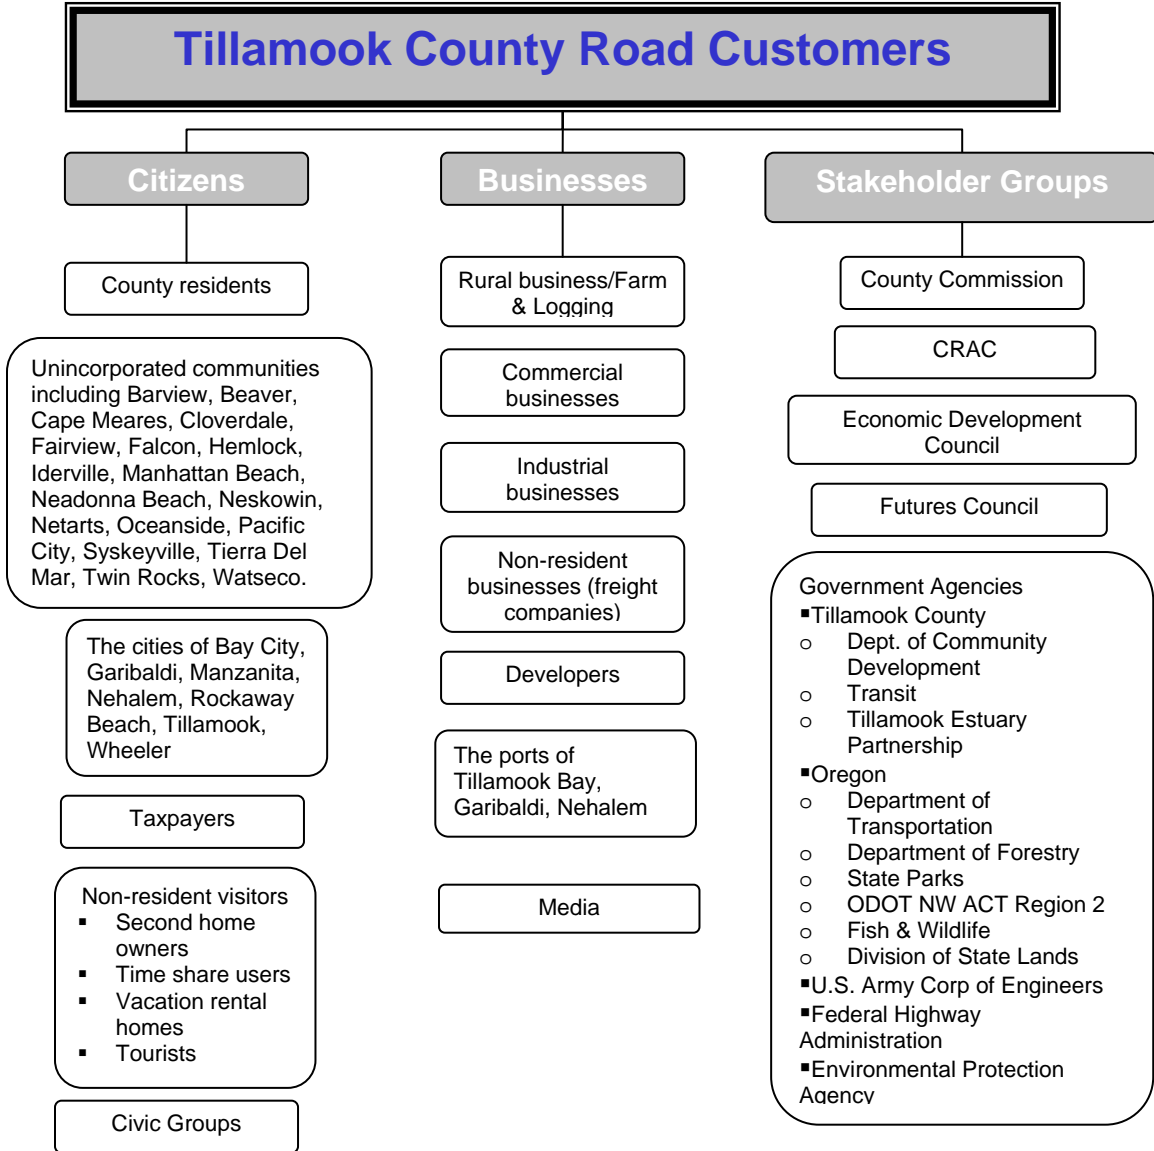 Tillamook County Road Customers
Citizens
County residents
Unincorporated communities
including Barview, Beaver,
Cape Meares, Cloverdale,
Fairview, Falcon, Hemlock,
Iderville, Manhattan Beach,
Neadonna Beach, Neskowin,
Netarts, Oceanside, Pacific
City, Syskeyville, Tierra Del
Mar, Twin Rocks, Watseco.
The cities of Bay City,
Garibaldi, Manzanita,
Nehalem, Rockaway
Beach, Tillamook,
Wheeler
Taxpayers
Non-resident visitors
▪ Second home
owners
▪ Time share users
▪ Vacation rental
homes
▪ Tourists
Civic Groups
Businesses
Rural business/Farm
& Logging
Commercial
businesses
Industrial
businesses
Non-resident
businesses (freight
companies)
Developers
The ports of
Tillamook Bay,
Garibaldi, Nehalem
Media
Stakeholder Groups
County Commission
CRAC
Economic Development
Council
Futures Council
Government Agencies
▪Tillamook County
o Dept. of Community
Development
o Transit
o Tillamook Estuary
Partnership
▪Oregon
o Department of
Transportation
o Department of Forestry
o State Parks
o ODOT NW ACT Region 2
o Fish & Wildlife
o Division of State Lands
▪U.S. Army Corp of Engineers
▪Federal Highway
Administration
▪Environmental Protection
Agency